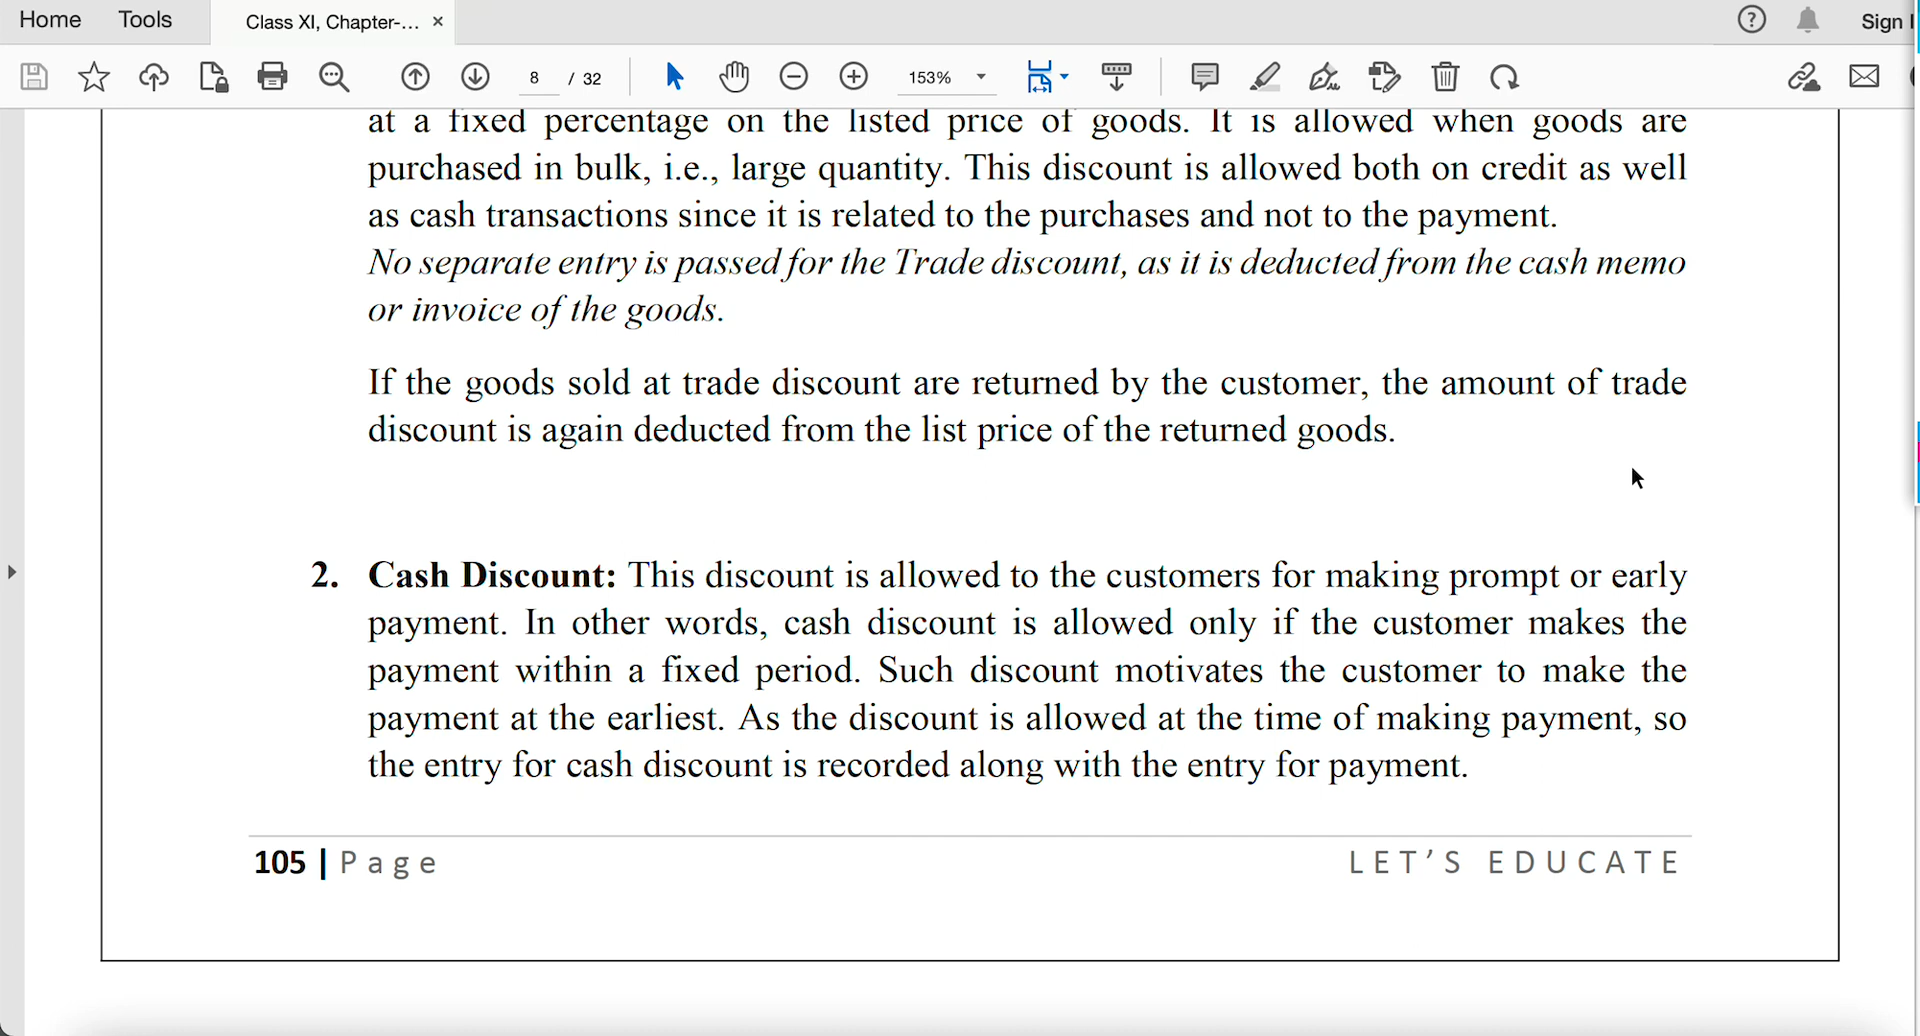 Home Tools Class XI, Chapter-... × ? Sign I
8 / 32 153%
at a fixed percentage on the listed price of goods. It is allowed when goods are
purchased in bulk, i.e., large quantity. This discount is allowed both on credit as well
as cash transactions since it is related to the purchases and not to the payment.
No separate entry is passed for the Trade discount, as it is deducted from the cash memo
or invoice of the goods.
If the goods sold at trade discount are returned by the customer, the amount of trade
discount is again deducted from the list price of the returned goods.
2. Cash Discount: This discount is allowed to the customers for making prompt or early
payment. In other words, cash discount is allowed only if the customer makes the
payment within a fixed period. Such discount motivates the customer to make the
payment at the earliest. As the discount is allowed at the time of making payment, so
the entry for cash discount is recorded along with the entry for payment.
105 | Page LET'S EDUCATE